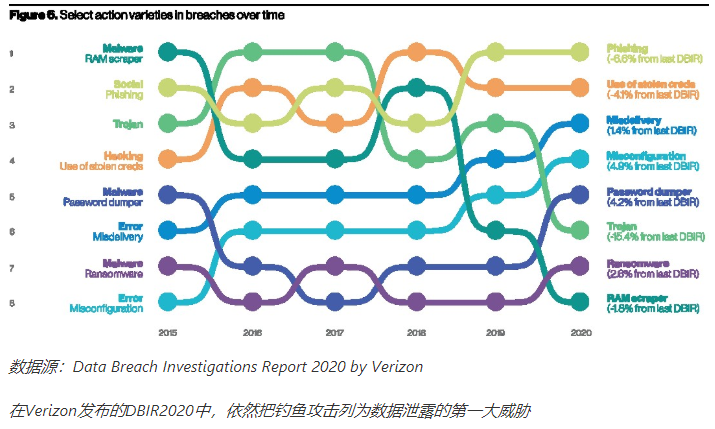 Figure 6. Select action varieties in breaches over time
1
Malware
RAM scraper
Phishing
(-6.6% from last DBIR)
2
Social
Phishing
Use of stolen creds
(-4.1% from last DBIR)
3
Trojan
Misdelivery
(1.4% from last DBIR)
4
Hacking
Use of stolen creds
Misconfiguration
(4.9% from last DBIR)
5
Malware
Password dumper
Password dumper
(4.2% from last DBIR)
6
Error
Misdelivery
Trojan
(-15.4% from last DBIR)
7
Malware
Ransomware
Ransomware
(2.6% from last DBIR)
8
Error
Misconfiguration
RAM scraper
(-1.8% from last DBIR)
2015
2016
2017
2018
2019
2020
数据源：Data Breach Investigations Report 2020 by Verizon
在Verizon发布的DBIR2020中，依然把钓鱼攻击列为数据泄露的第一大威胁